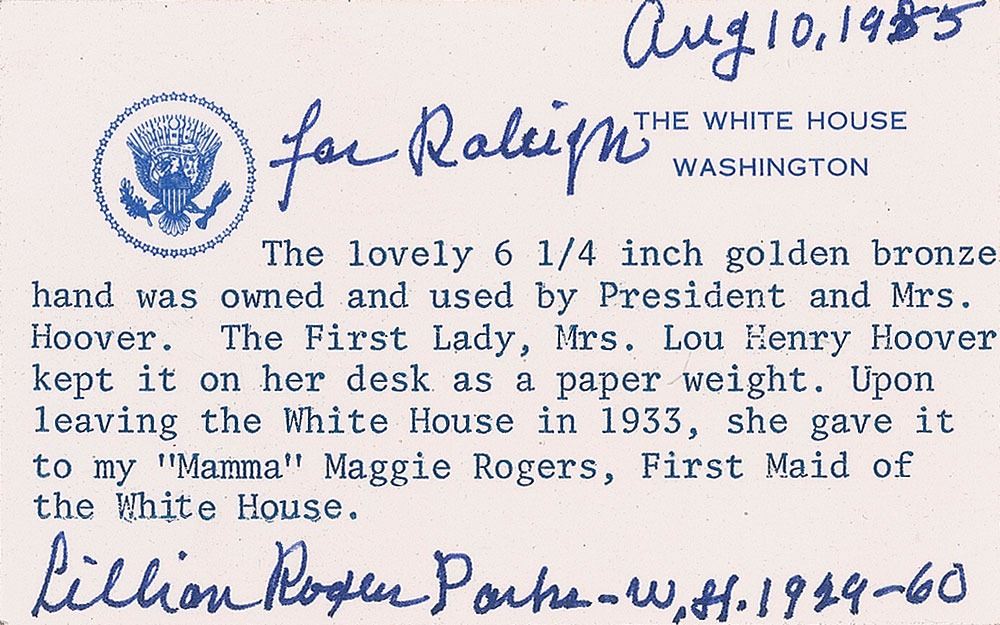 Aug 10, 1985
for Raleigh
THE WHITE HOUSE
WASHINGTON
The lovely 6 1/4 inch golden bronze
hand was owned and used by President and Mrs.
Hoover. The First Lady, Mrs. Lou Henry Hoover
kept it on her desk as a paper weight. Upon
leaving the White House in 1933, she gave it
to my "Mamma" Maggie Rogers, First Maid of
the White House.
Lillian Rogers Parks - W.H. 1929-60